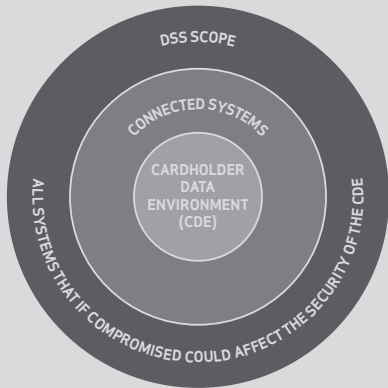 DSS SCOPE
CONNECTED SYSTEMS
CARDHOLDER
DATA
ENVIRONMENT
(CDE)
ALL SYSTEMS THAT IF COMPROMISED COULD AFFECT THE SECURITY OF THE CDE